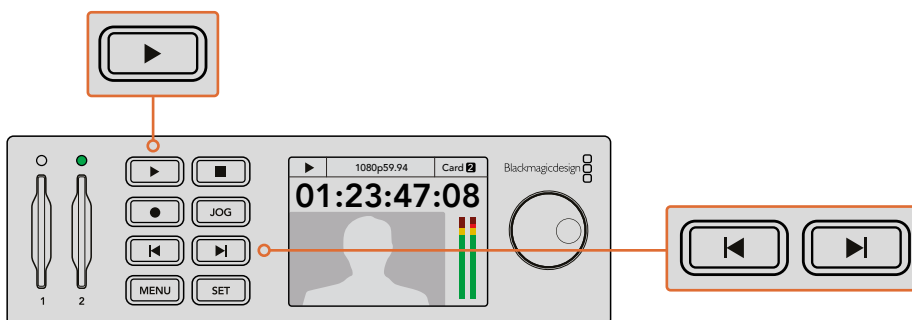 1080p59.94
Card 2
Blackmagicdesign
01:23:47:08
JOG
MENU
SET
1
2